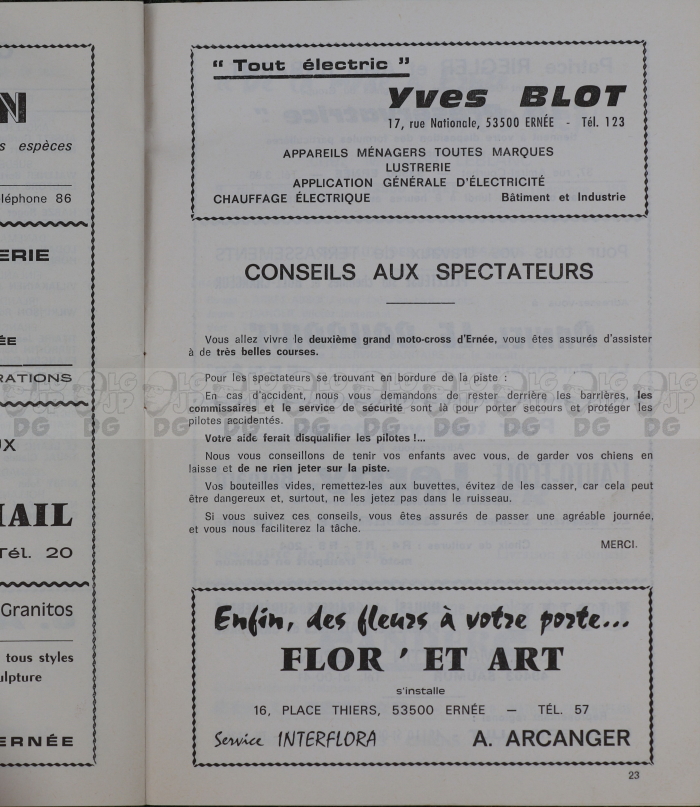 N
s espèces
léphone 86
ERIE
ÉE
RATIONS
UX
MAIL
Tél. 20
Granitos
tous styles
ulpture
ERNÉE
“ Tout électric ”
Yves BLOT
17, rue Nationale, 53500 ERNÉE - Tél. 123
APPAREILS MÉNAGERS TOUTES MARQUES
LUSTRERIE
APPLICATION GÉNÉRALE D'ÉLECTRICITÉ
CHAUFFAGE ÉLECTRIQUE Bâtiment et Industrie
CONSEILS AUX SPECTATEURS
Vous allez vivre le deuxième grand moto-cross d'Ernée, vous êtes assurés d'assister
à de très belles courses.
Pour les spectateurs se trouvant en bordure de la piste :
En cas d'accident, nous vous demandons de rester derrière les barrières, les
commissaires et le service de sécurité sont là pour porter secours et protéger les
pilotes accidentés.
Votre aide ferait disqualifier les pilotes !...
Nous vous conseillons de tenir vos enfants avec vous, de garder vos chiens en
laisse et de ne rien jeter sur la piste.
Vos bouteilles vides, remettez-les aux buvettes, évitez de les casser, car cela peut
être dangereux et, surtout, ne les jetez pas dans le ruisseau.
Si vous suivez ces conseils, vous êtes assurés de passer une agréable journée,
et vous nous faciliterez la tâche.
MERCI.
Enfin, des fleurs à votre porte...
FLOR' ET ART
s'installe
16, PLACE THIERS, 53500 ERNÉE — TÉL. 57
Service INTERFLORA A. ARCANGER
23